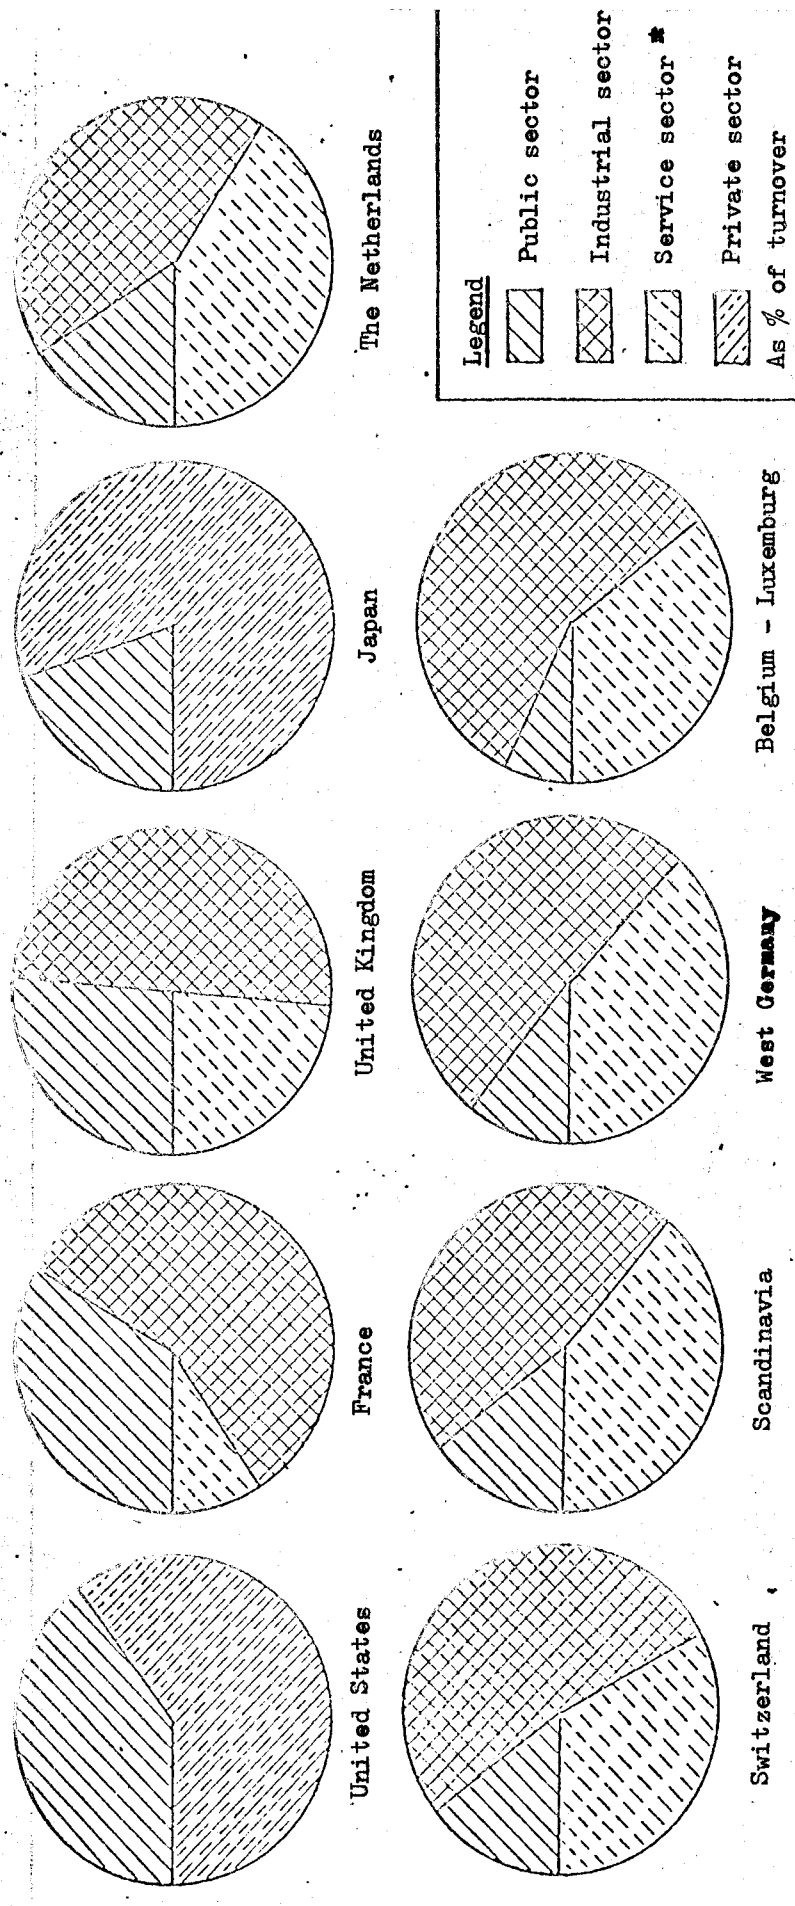 United States
France
United Kingdom
Japan
The Netherlands
Switzerland
Scandinavia
West Germany
Belgium - Luxemburg
Legend
Public sector
Industrial sector
Service sector *
Private sector
As % of turnover